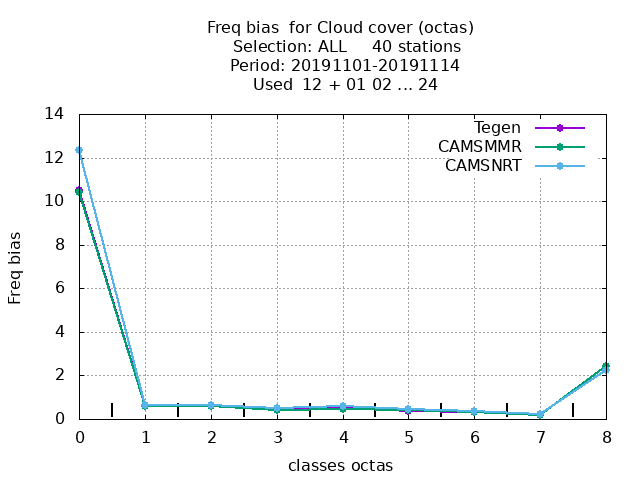 Freq bias  for Cloud cover (octas)
Selection: ALL     40 stations
Period: 20191101-20191114
Used  12 + 01 02 ... 24
Tegen
CAMSMMR
CAMSNRT
14
12
10
8
6
4
2
0
Freq bias
0 1 2 3 4 5 6 7 8
classes octas